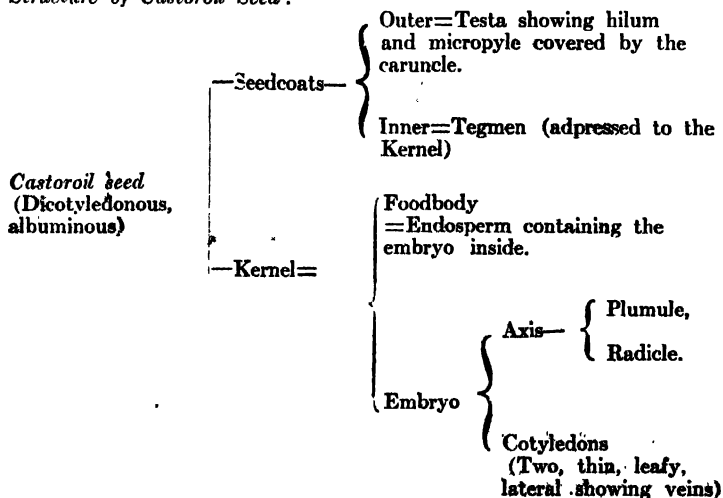 Structure of Castoroil Seed:
Outer=Testa showing hilum
and micropyle covered by the
caruncle.
—Seedcoats—
Inner=Tegmen (adpressed to the
Kernel)
Castoroil seed
(Dicotyledonous,
albuminous)
Foodbody
=Endosperm containing the
embryo inside.
—Kernel=
Axis—
Plumule,
Radicle.
Embryo
Cotyledons
(Two, thin, leafy,
lateral showing veins)